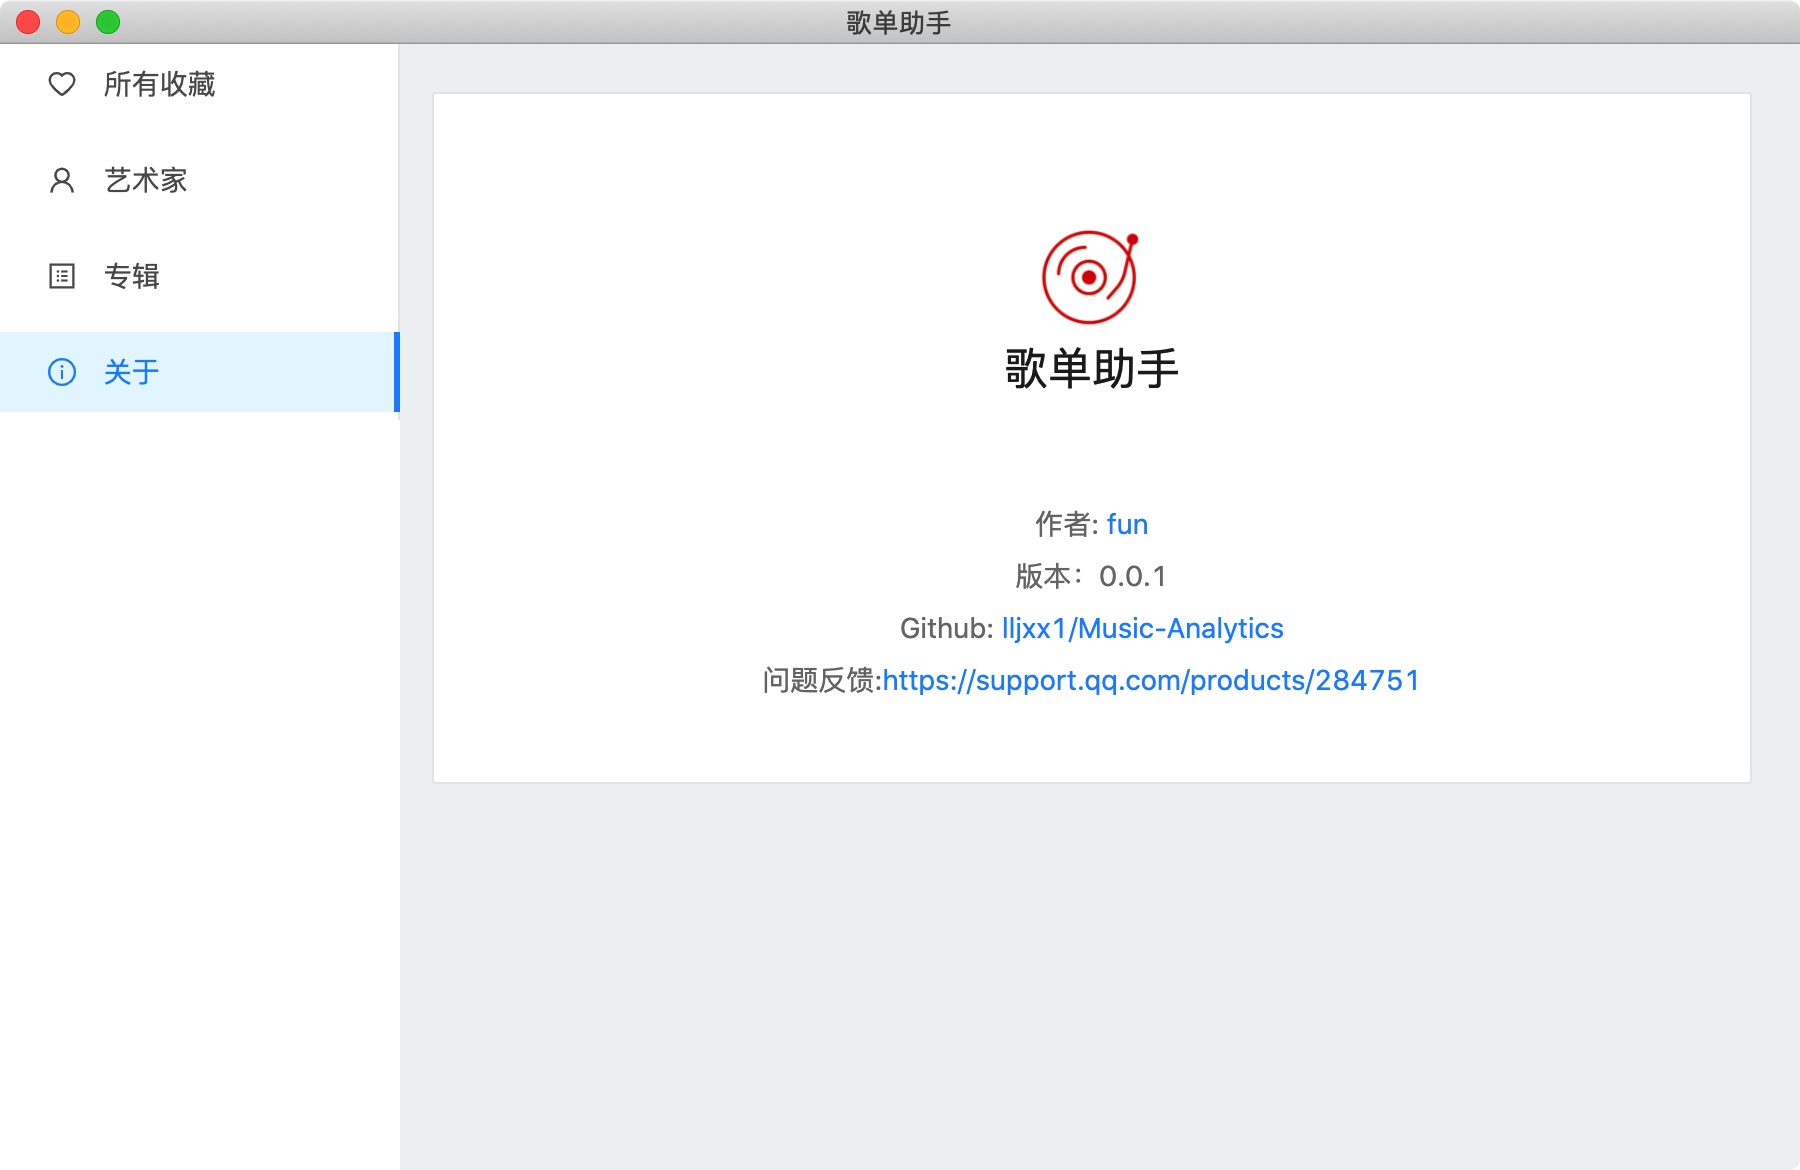 歌单助手
所有收藏
艺术家
专辑
关于
歌单助手
作者: fun
版本：0.0.1
Github: lljxx1/Music-Analytics
问题反馈:https://support.qq.com/products/284751